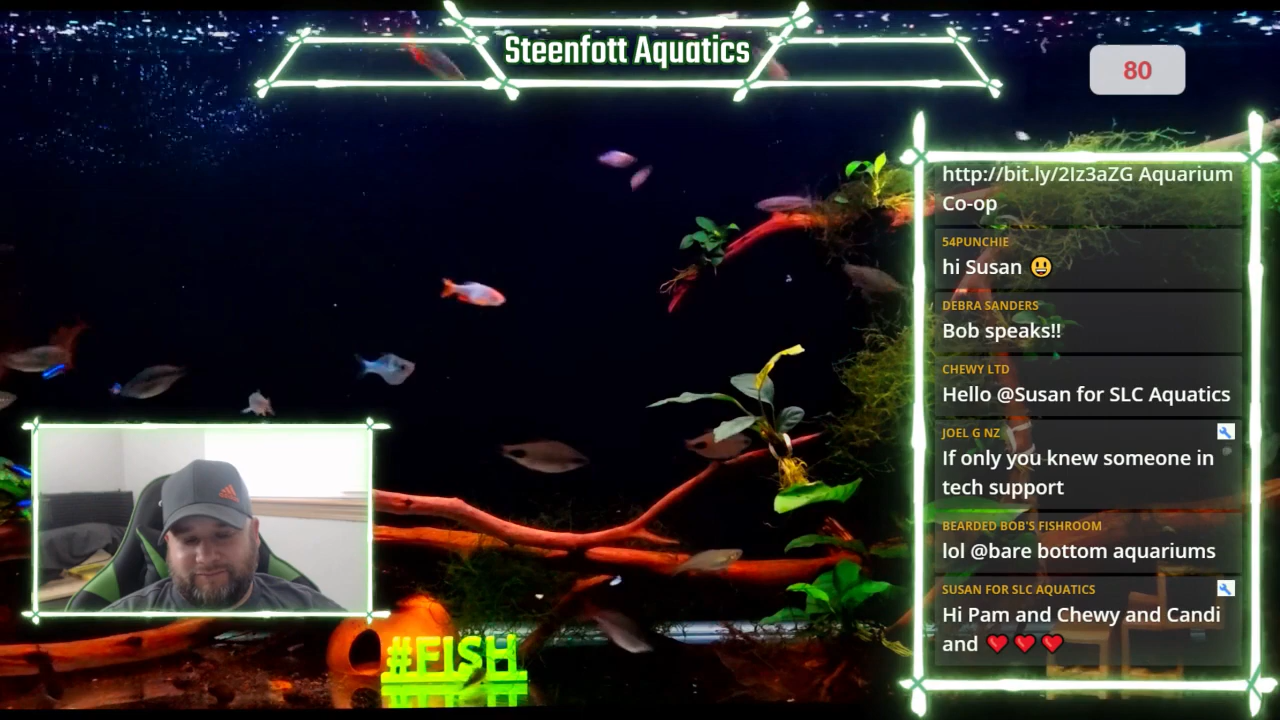 Steenfott Aquatics
80
http://bit.ly/2Iz3aZG Aquarium
Co-op
54PUNCHIE
hi Susan 😃
DEBRA SANDERS
Bob speaks!!
CHEWY LTD
Hello @Susan for SLC Aquatics
JOEL G NZ
If only you knew someone in
tech support
BEARDED BOB'S FISHROOM
lol @bare bottom aquariums
SUSAN FOR SLC AQUATICS
Hi Pam and Chewy and Candi
and ❤️❤️❤️
#FISH